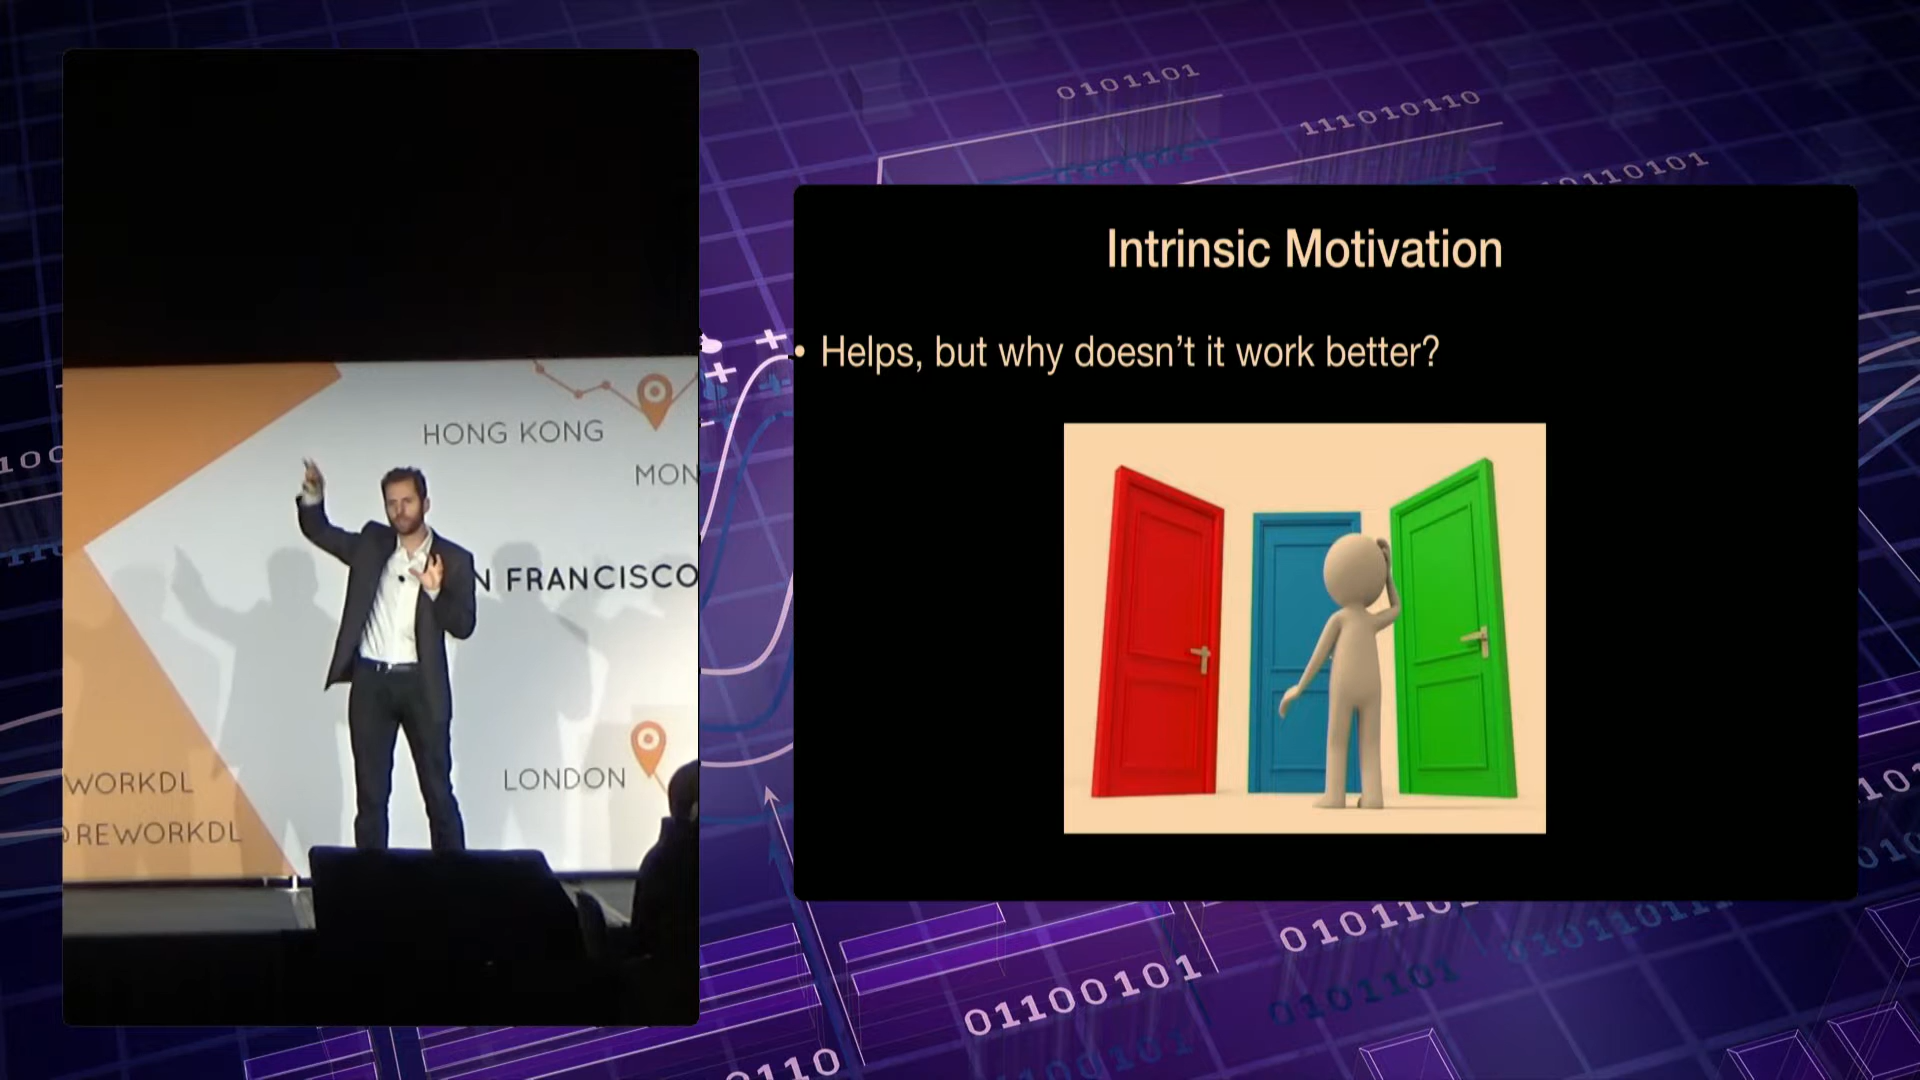 HONG KONG
MON
N FRANCISCO
LONDON
WORKDL
REWORKDL
Intrinsic Motivation
• Helps, but why doesn't it work better?
0101101
111010110
0110101
100
01100101
0110